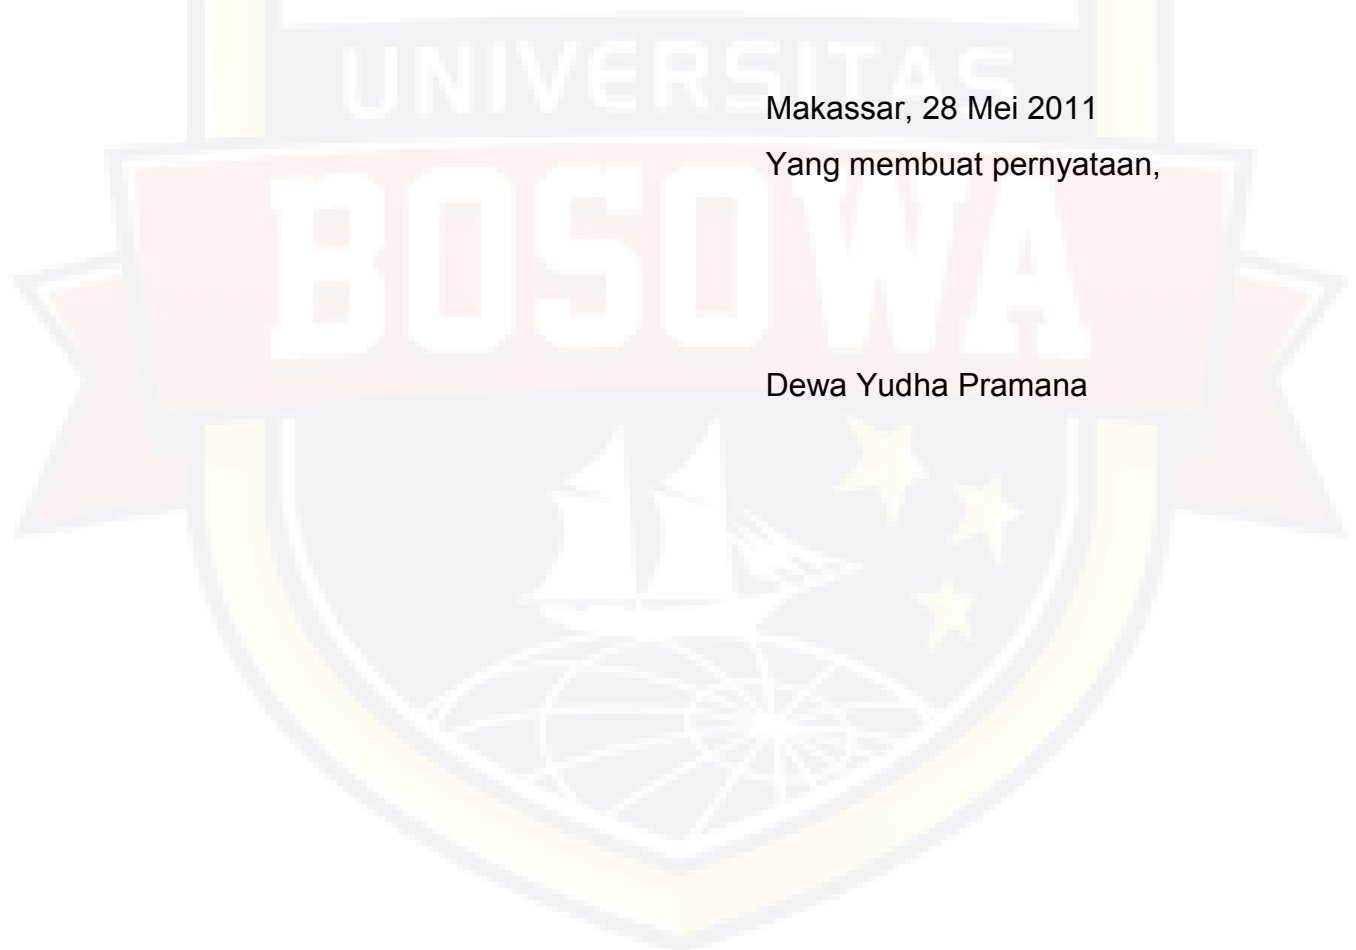 UNIVERSITAS
Makassar, 28 Mei 2011
Yang membuat pernyataan,
BOSOWA
Dewa Yudha Pramana